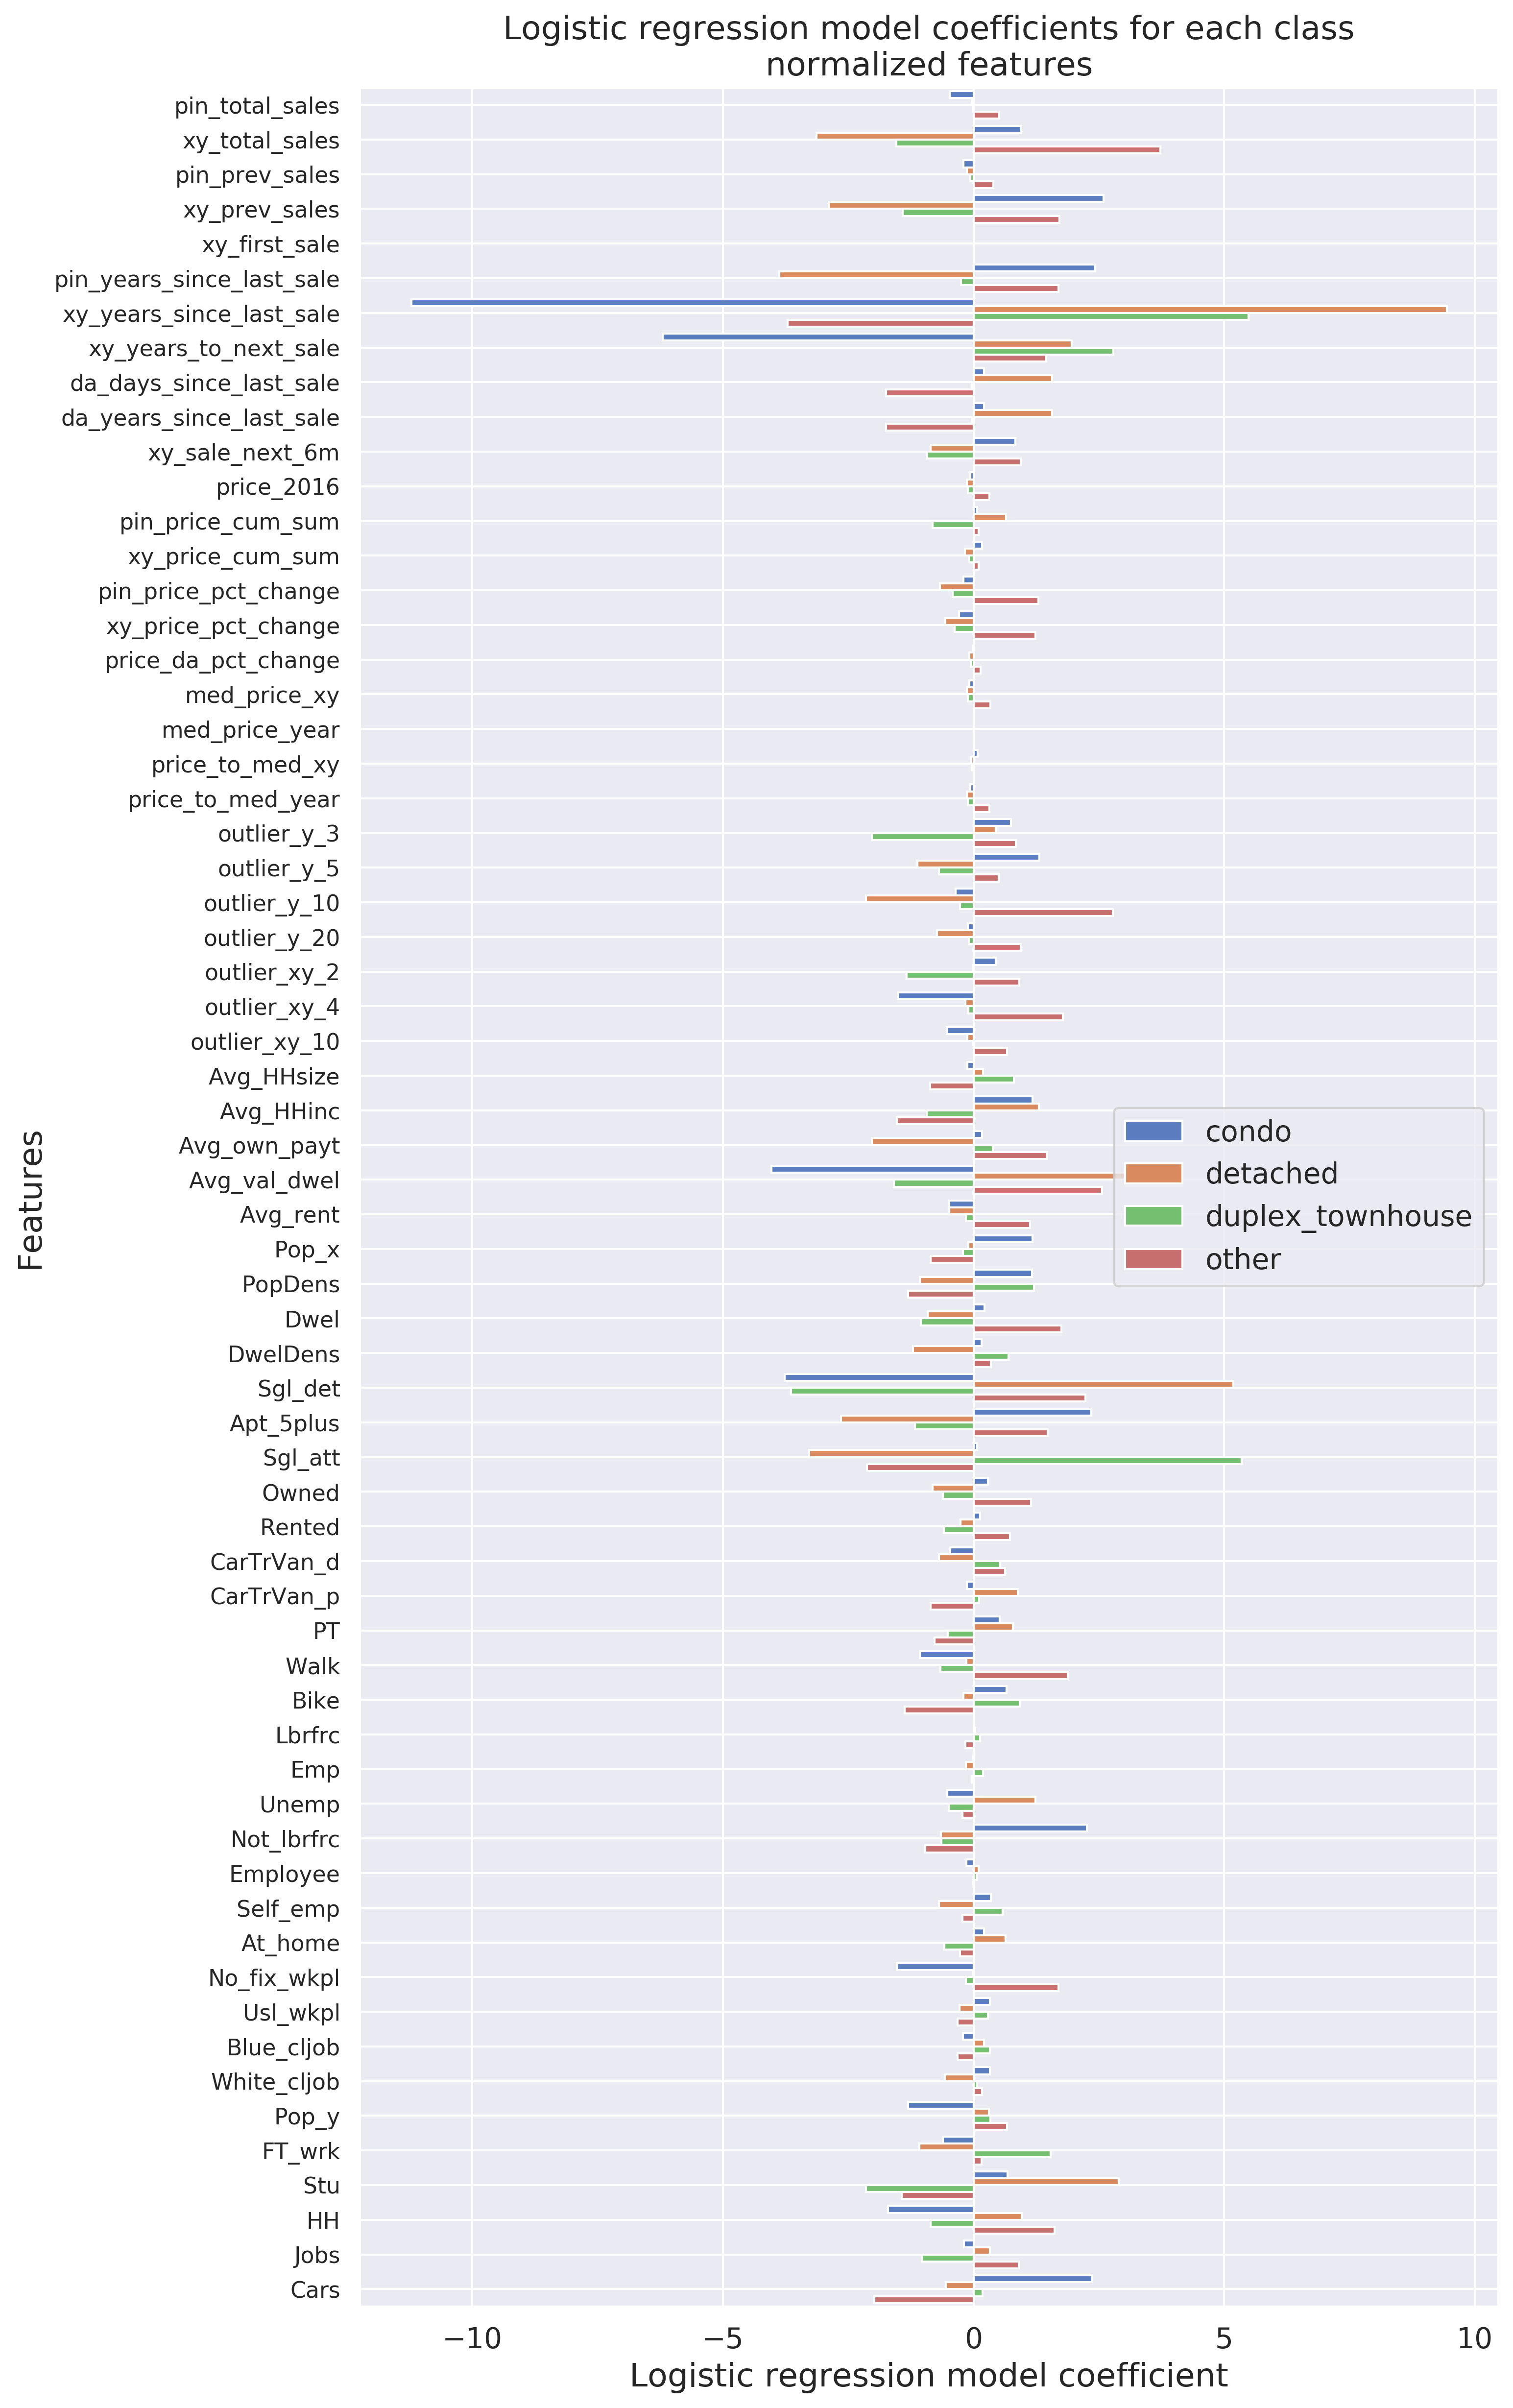 Logistic regression model coefficients for each class
normalized features
pin_total_sales
xy_total_sales
pin_prev_sales
xy_prev_sales
xy_first_sale
pin_years_since_last_sale
xy_years_since_last_sale
xy_years_to_next_sale
da_days_since_last_sale
da_years_since_last_sale
xy_sale_next_6m
price_2016
pin_price_cum_sum
xy_price_cum_sum
pin_price_pct_change
xy_price_pct_change
price_da_pct_change
med_price_xy
med_price_year
price_to_med_xy
price_to_med_year
outlier_y_3
outlier_y_5
outlier_y_10
outlier_y_20
outlier_xy_2
outlier_xy_4
outlier_xy_10
Avg_HHsize
Avg_HHinc
Avg_own_payt
Avg_val_dwel
Avg_rent
Pop_x
PopDens
Dwel
DwelDens
Sgl_det
Apt_5plus
Sgl_att
Owned
Rented
CarTrVan_d
CarTrVan_p
PT
Walk
Bike
Lbrfrc
Emp
Unemp
Not_lbrfrc
Employee
Self_emp
At_home
No_fix_wkpl
Usl_wkpl
Blue_cljob
White_cljob
Pop_y
FT_wrk
Stu
HH
Jobs
Cars
Features
condo
detached
duplex_townhouse
other
−10 −5 0 5 10
Logistic regression model coefficient